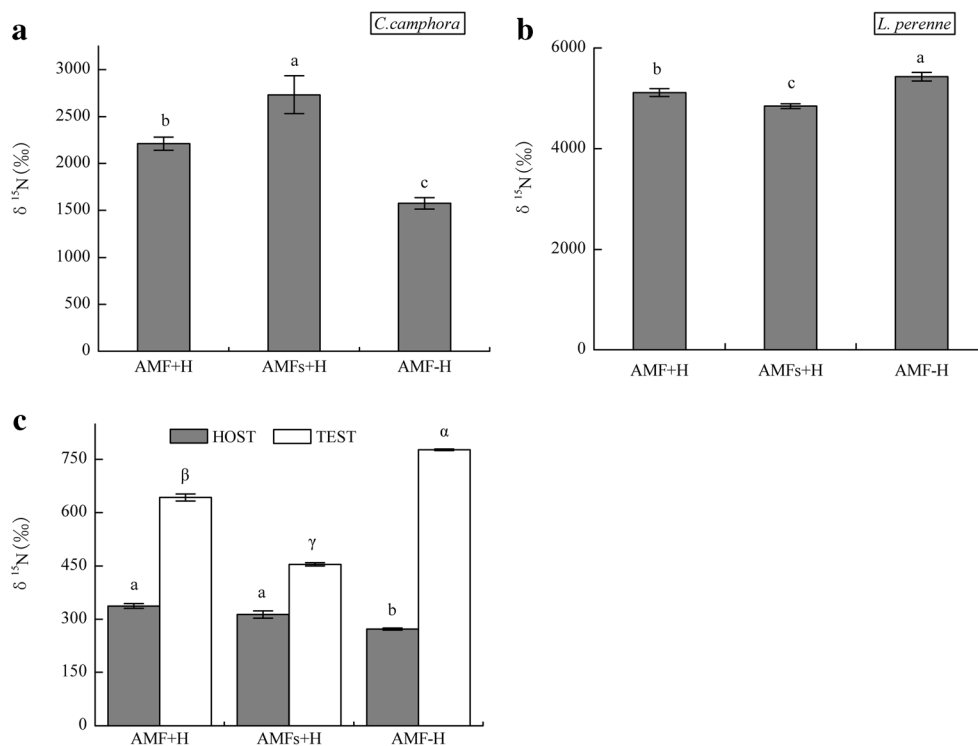 a
C.camphora
a
b
c
δ ¹⁵N (‰)
3000
2500
2000
1500
1000
500
0
AMF+H
AMFs+H
AMF-H
b
L. perenne
b
c
a
δ ¹⁵N (‰)
6000
4000
2000
0
AMF+H
AMFs+H
AMF-H
c
HOST
TEST
α
β
γ
a
a
b
δ ¹⁵N (‰)
750
600
450
300
150
0
AMF+H
AMFs+H
AMF-H